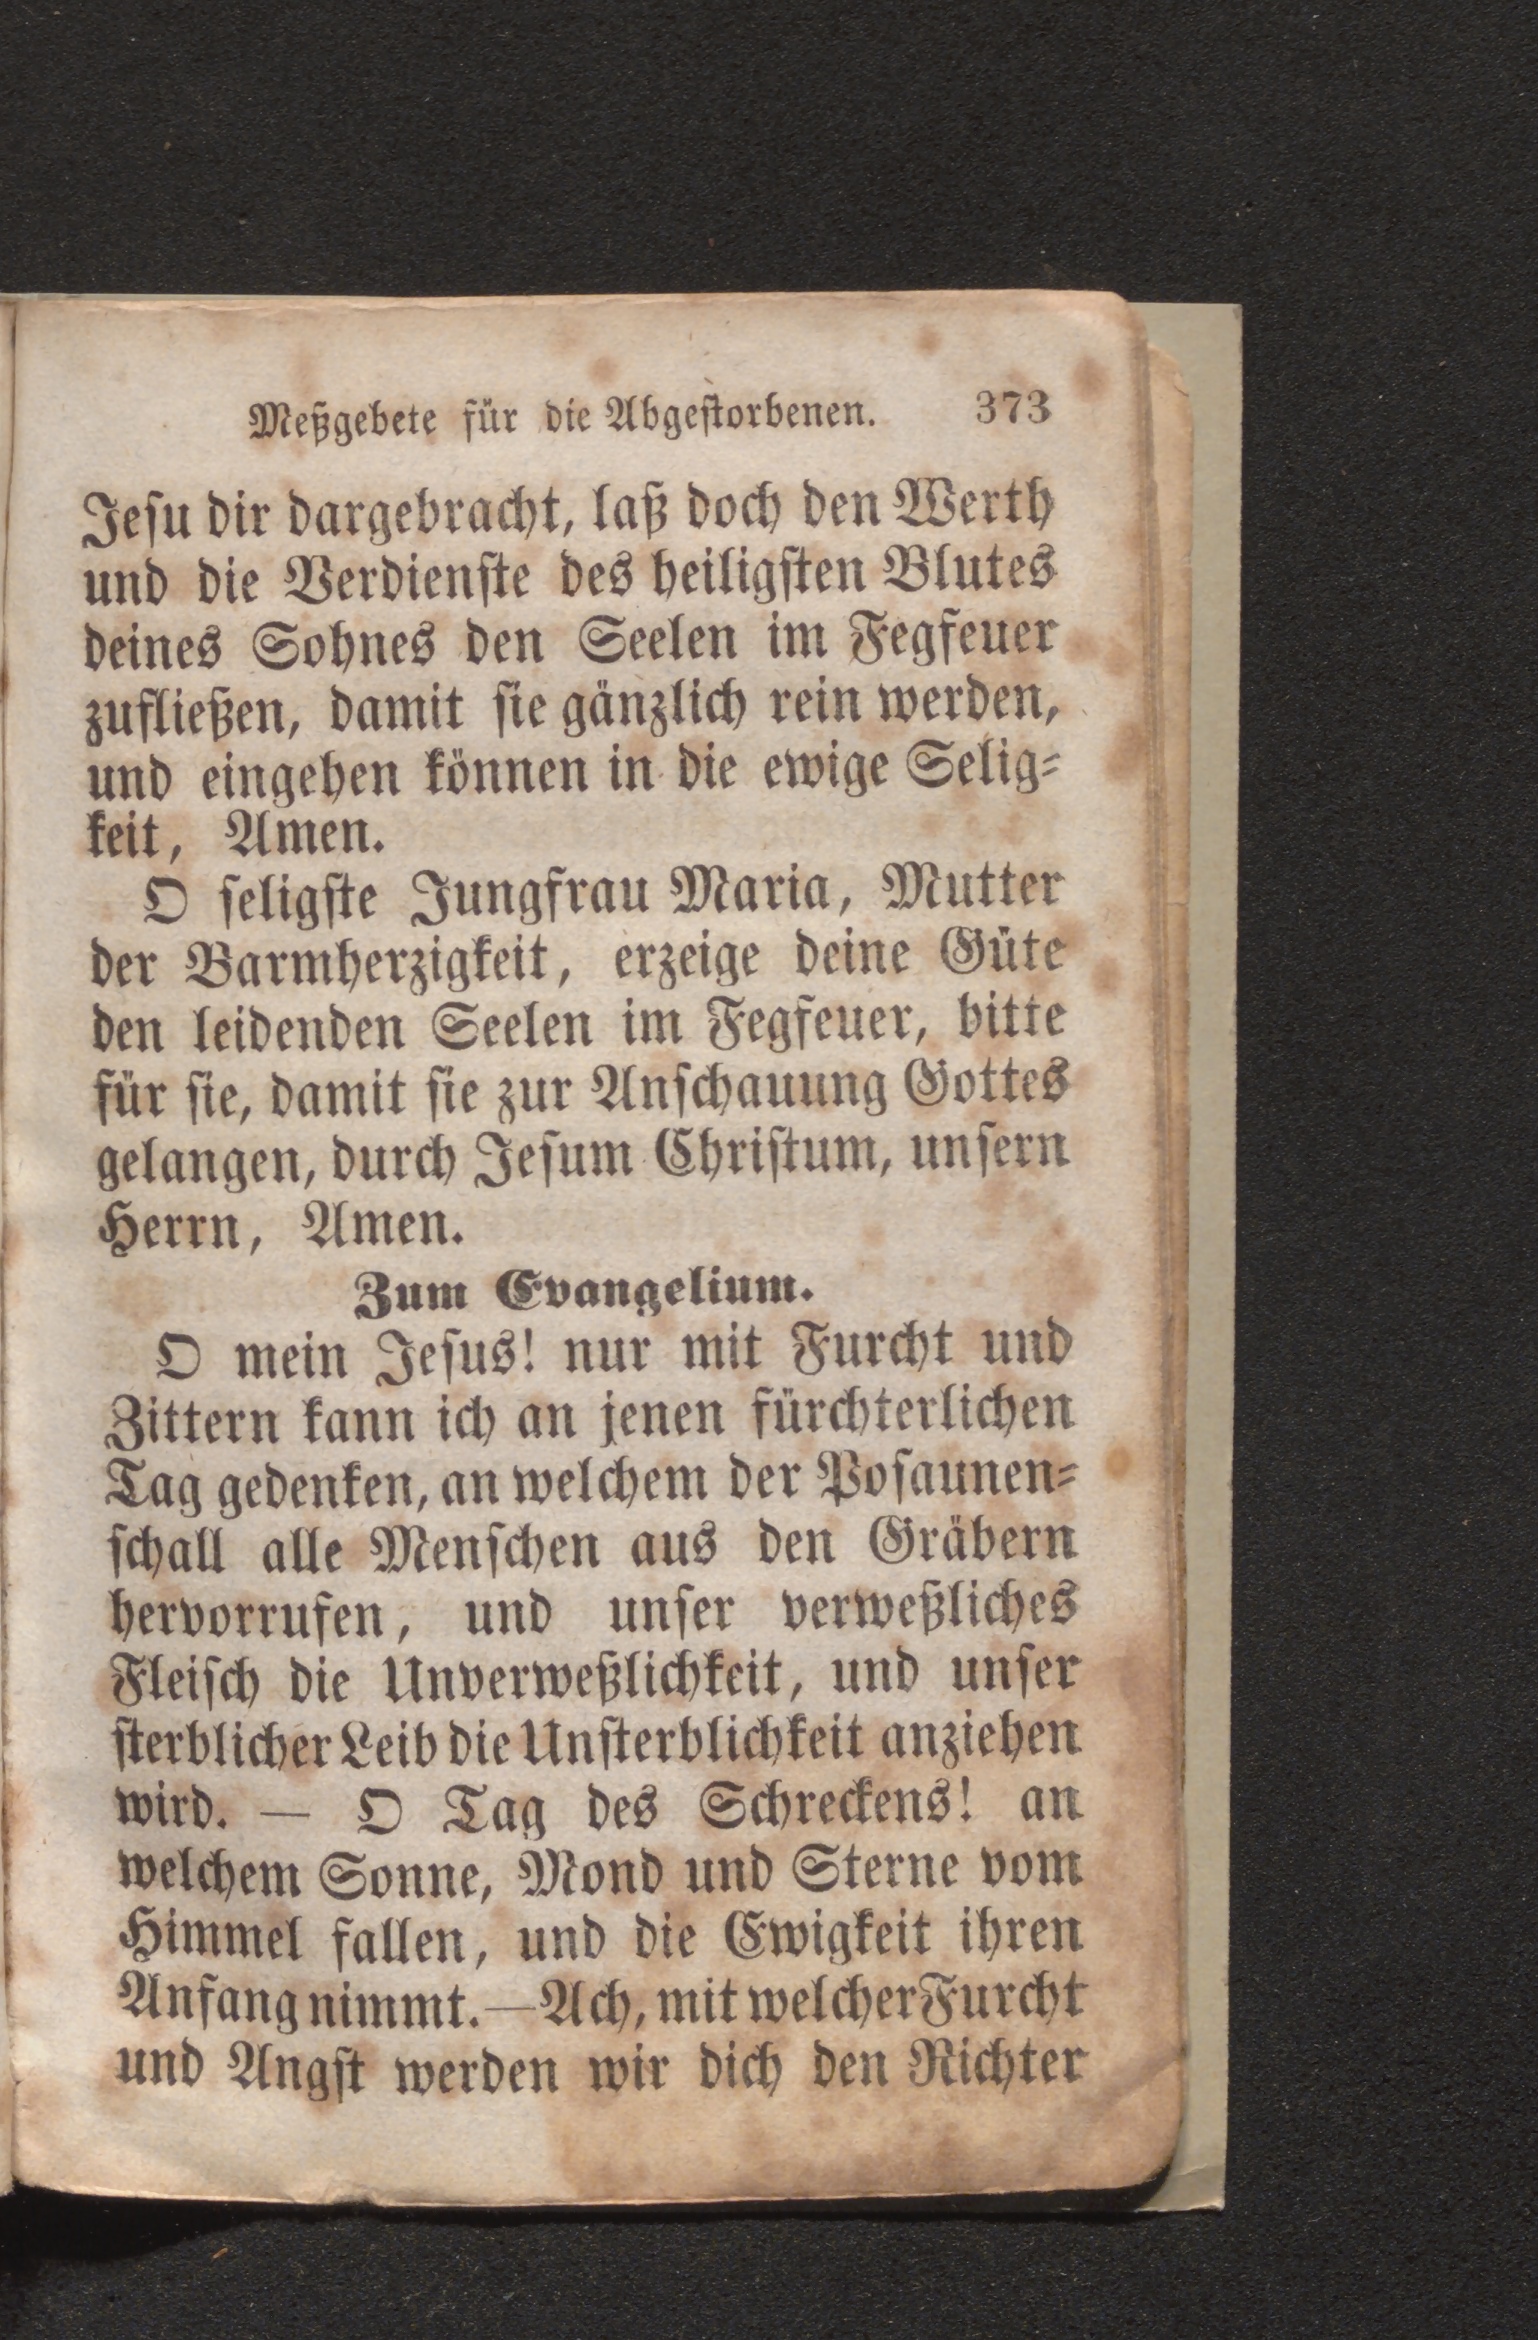 Meßgebete für die Abgestorbenen. 373
Jesu dir dargebracht, laß doch den Werth
und die Verdienste des heiligsten Blutes
deines Sohnes den Seelen im Fegfeuer
zufließen, damit sie gänzlich rein werden,
und eingehen können in die ewige Selig-
keit, Amen.
O seligste Jungfrau Maria, Mutter
der Barmherzigkeit, erzeige deine Güte
den leidenden Seelen im Fegfeuer, bitte
für sie, damit sie zur Anschauung Gottes
gelangen, durch Jesum Christum, unsern
Herrn, Amen.
Zum Evangelium.
O mein Jesus! nur mit Furcht und
Zittern kann ich an jenen fürchterlichen
Tag gedenken, an welchem der Posaunen-
schall alle Menschen aus den Gräbern
hervorrufen, und unser verweßliches
Fleisch die Unverweßlichkeit, und unser
sterblicher Leib die Unsterblichkeit anziehen
wird. — O Tag des Schreckens! an
welchem Sonne, Mond und Sterne vom
Himmel fallen, und die Ewigkeit ihren
Anfang nimmt. — Ach, mit welcher Furcht
und Angst werden wir dich den Richter